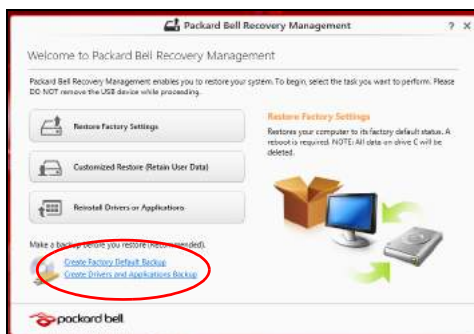 Packard Bell Recovery Management
? X
Welcome to Packard Bell Recovery Management
Packard Bell Recovery Management enables you to restore your system. To begin, select the task you want to perform. Please
DO NOT remove the USB device while proceeding.
Restore Factory Settings
Customized Restore (Retain User Data)
Reinstall Drivers or Applications
Restore Factory Settings
Restores your computer to its factory default status. A
reboot is required. NOTE: All data on drive C will be
deleted.
Make a backup before you restore (Recommended).
Create Factory Default Backup
Create Drivers and Applications Backup
packard bell